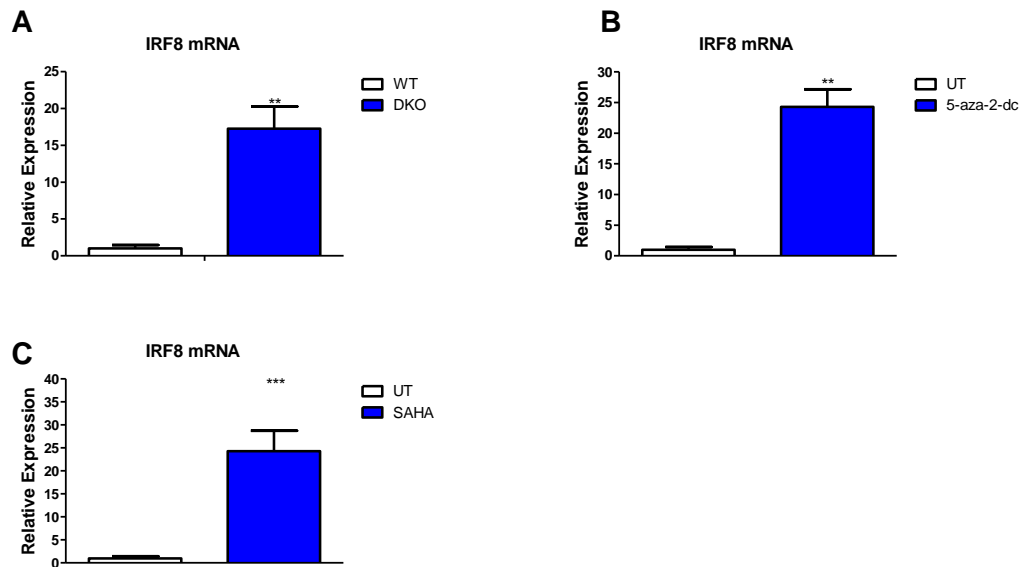 A
IRF8 mRNA
Relative Expression
25
20
15
10
5
0
**
WT
DKO
B
IRF8 mRNA
Relative Expression
30
25
20
15
10
5
0
**
UT
5-aza-2-dc
C
IRF8 mRNA
Relative Expression
40
35
30
25
20
15
10
5
0
***
UT
SAHA